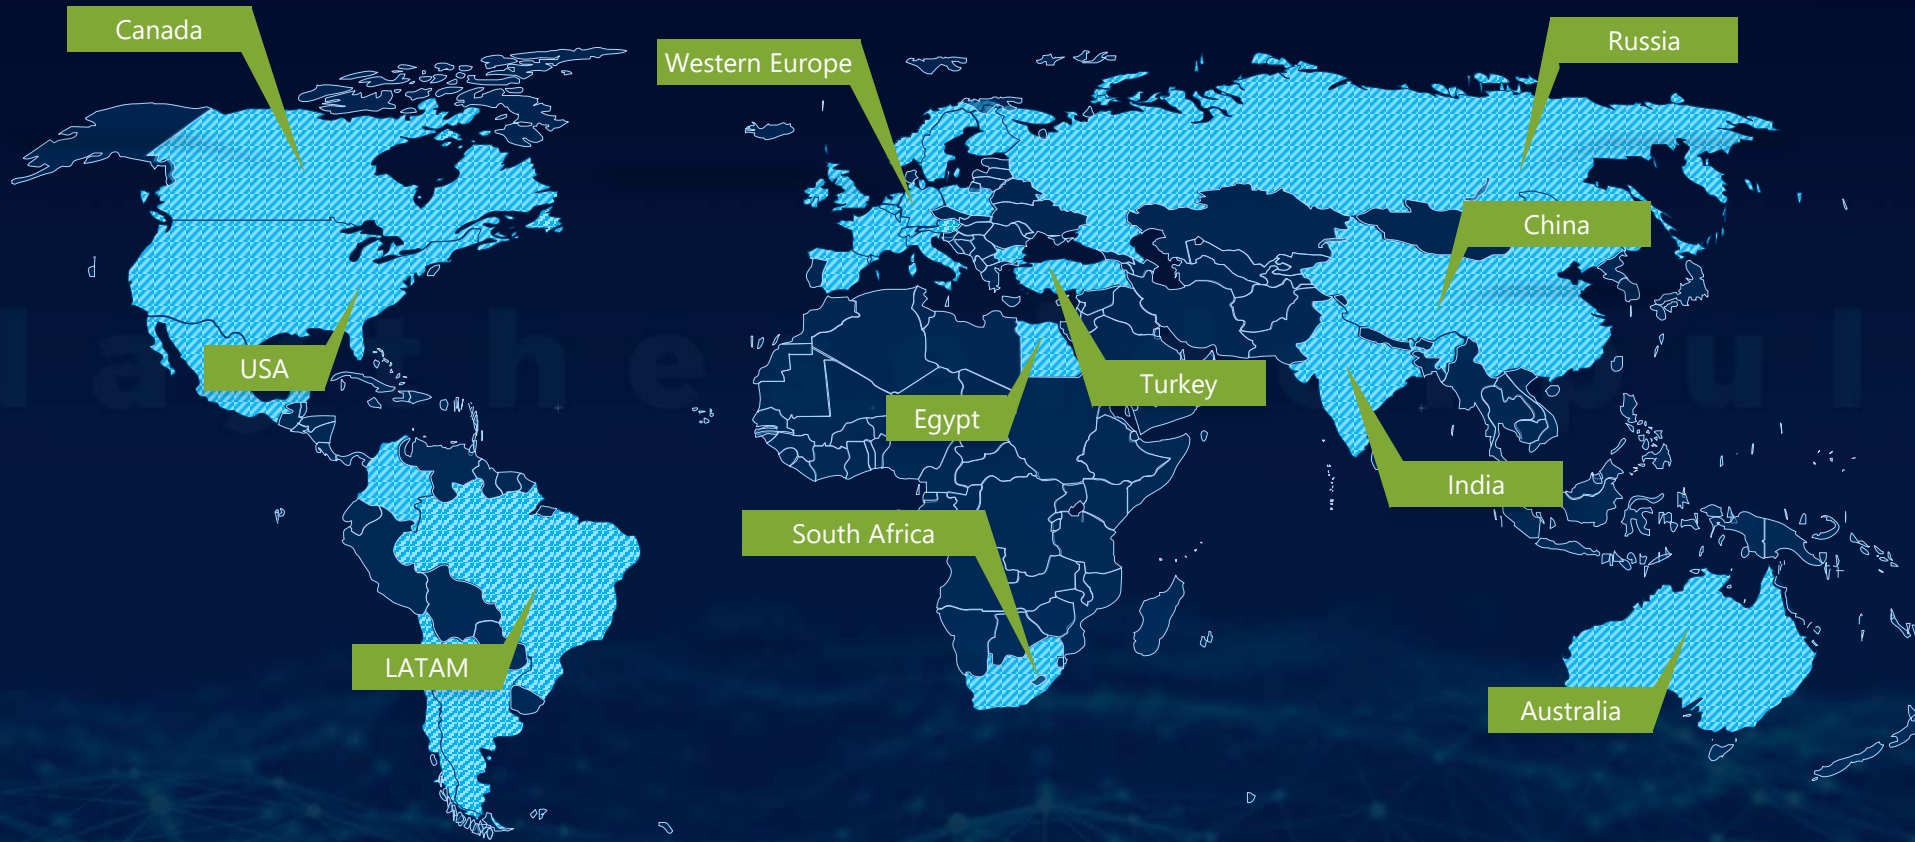 Canada
Russia
Western Europe
China
USA
Turkey
Egypt
India
South Africa
LATAM
Australia